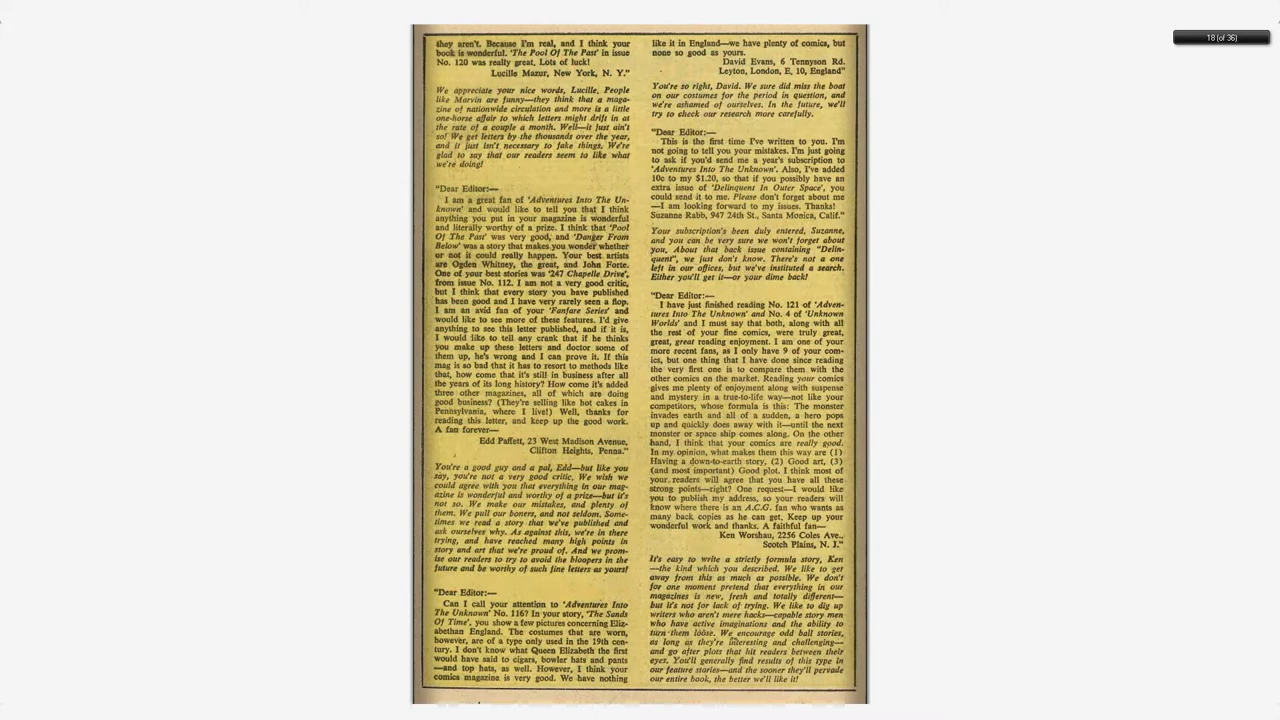 they aren't. Because I'm real, and I think your
book is wonderful. 'The Pool Of The Past' in issue
No. 120 was really great. Lots of luck!
Lucille Mazur, New York, N. Y."
We appreciate your nice words, Lucille. People
like Marvin are funny—they think that a maga-
zine of nationwide circulation and more is a little
one-horse affair to which letters might drift in at
the rate of a couple a month. Well—it just ain't
so! We get letters by the thousands over the year,
and it just isn't necessary to fake things. We're
glad to say that our readers seem to like what
we're doing!
"Dear Editor:—
I am a great fan of 'Adventures Into The Un-
known' and would like to tell you that I think
anything you put in your magazine is wonderful
and literally worthy of a prize. I think that 'Pool
Of The Past' was very good, and 'Danger From
Below' was a story that makes you wonder whether
or not it could really happen. Your best artists
are Ogden Whitney, the great, and John Forte.
One of your best stories was '247 Chapelle Drive',
from issue No. 112. I am not a very good critic,
but I think that every story you have published
has been good and I have very rarely seen a flop.
I am an avid fan of your 'Fanfare Series' and
would like to see more of these features. I'd give
anything to see this letter published, and if it is,
I would like to tell any crank that if he thinks
you make up these letters and doctor some of
them up, he's wrong and I can prove it. If this
mag is so bad that it has to resort to methods like
that, how come that it's still in business after all
the years of its long history? How come it's added
three other magazines, all of which are doing
good business? (They're selling like hot cakes in
Pennsylvania, where I live!) Well, thanks for
reading this letter, and keep up the good work.
A fan forever—
Edd Paffett, 23 West Madison Avenue,
Clifton Heights, Penna."
You're a good guy and a pal, Edd—but like you
say, you're not a very good critic. We wish we
could agree with you that everything in our mag-
azine is wonderful and worthy of a prize—but it's
not so. We make our mistakes, and plenty of
them. We pull our boners, and not seldom. Some-
times we read a story that we've published and
ask ourselves why. As against this, we're in there
trying, and have reached many high points in
story and art that we're proud of. And we prom-
ise our readers to try to avoid the bloopers in the
future and be worthy of such fine letters as yours!
"Dear Editor:—
Can I call your attention to 'Adventures Into
The Unknown' No. 116? In your story, 'The Sands
Of Time', you show a few pictures concerning Eliz-
abethan England. The costumes that are worn,
however, are of a type only used in the 19th cen-
tury. I don't know what Queen Elizabeth the first
would have said to cigars, bowler hats and pants
—and top hats, as well. However, I think your
comics magazine is very good. We have nothing
like it in England—we have plenty of comics, but
none so good as yours.
David Evans, 6 Tennyson Rd.
Leyton, London, E, 10, England"
You're so right, David. We sure did miss the boat
on our costumes for the period in question, and
we're ashamed of ourselves. In the future, we'll
try to check our research more carefully.
"Dear Editor:—
This is the first time I've written to you. I'm
not going to tell you your mistakes. I'm just going
to ask if you'd send me a year's subscription to
'Adventures Into The Unknown'. Also, I've added
10c to my $1.20, so that if you possibly have an
extra issue of 'Delinquent In Outer Space', you
could send it to me. Please don't forget about me
—I am looking forward to my issues. Thanks!
Suzanne Rabb, 947 24th St., Santa Monica, Calif."
Your subscription's been duly entered, Suzanne,
and you can be very sure we won't forget about
you. About that back issue containing "Delin-
quent", we just don't know. There's not a one
left in our offices, but we've instituted a search.
Either you'll get it—or your dime back!
"Dear Editor:—
I have just finished reading No. 121 of 'Adven-
tures Into The Unknown' and No. 4 of 'Unknown
Worlds' and I must say that both, along with all
the rest of your fine comics, were truly great,
great, great reading enjoyment. I am one of your
more recent fans, as I only have 9 of your com-
ics, but one thing that I have done since reading
the very first one is to compare them with the
other comics on the market. Reading your comics
gives me plenty of enjoyment along with suspense
and mystery in a true-to-life way—not like your
competitors, whose formula is this: The monster
invades earth and all of a sudden, a hero pops
up and quickly does away with it—until the next
monster or space ship comes along. On the other
hand, I think that your comics are really good.
In my opinion, what makes them this way are (1)
Having a down-to-earth story, (2) Good art, (3)
(and most important) Good plot. I think most of
your readers will agree that you have all these
strong points—right? One request—I would like
you to publish my address, so your readers will
know where there is an A.C.G. fan who wants as
many back copies as he can get. Keep up your
wonderful work and thanks. A faithful fan—
Ken Worshau, 2256 Coles Ave.,
Scotch Plains, N. J."
It's easy to write a strictly formula story, Ken
—the kind which you described. We like to get
away from this as much as possible. We don't
for one moment pretend that everything in our
magazines is new, fresh and totally different—
but it's not for lack of trying. We like to dig up
writers who aren't mere hacks—capable story men
who have active imaginations and the ability to
turn them loose. We encourage odd ball stories,
as long as they're interesting and challenging—
and go after plots that hit readers between their
eyes. You'll generally find results of this type in
our feature stories—and the sooner they'll pervade
our entire book, the better we'll like it!
18 (of 36)